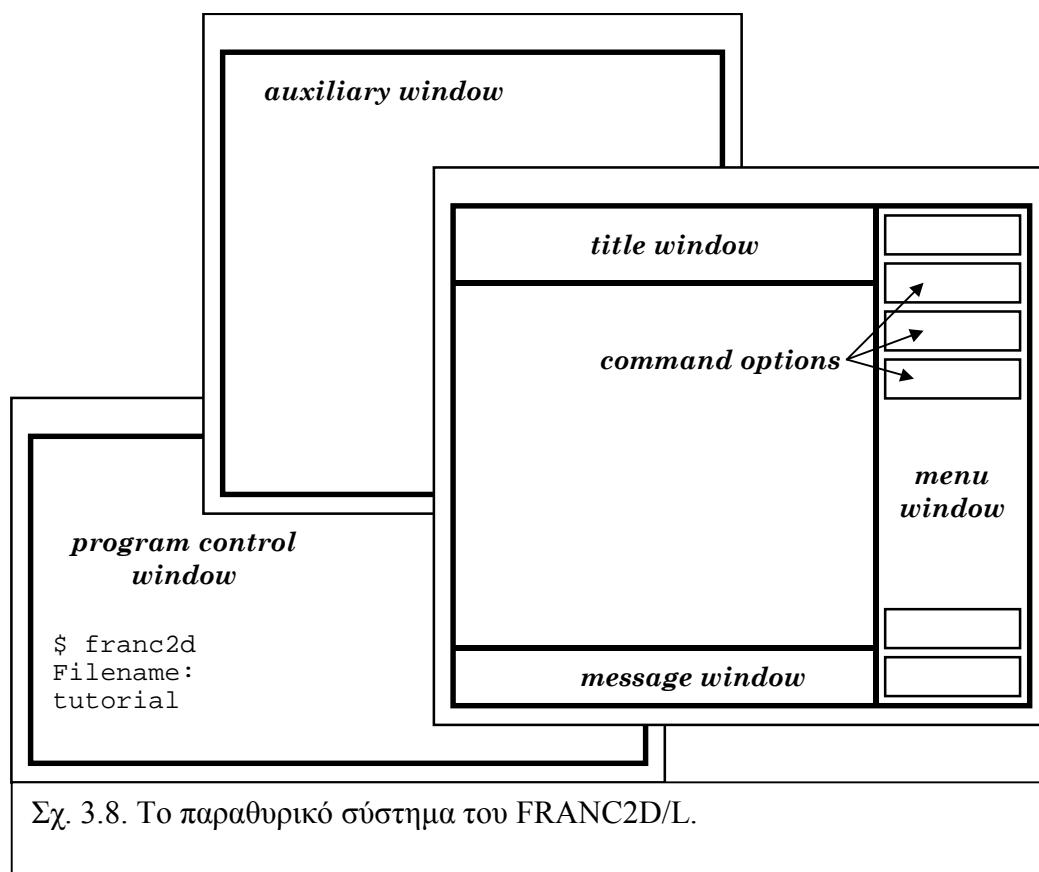 auxiliary window
title window
command options
menu
window
program control
window
$ franc2d
Filename:
tutorial
message window
Σχ. 3.8. Το παραθυρικό σύστημα του FRANC2D/L.